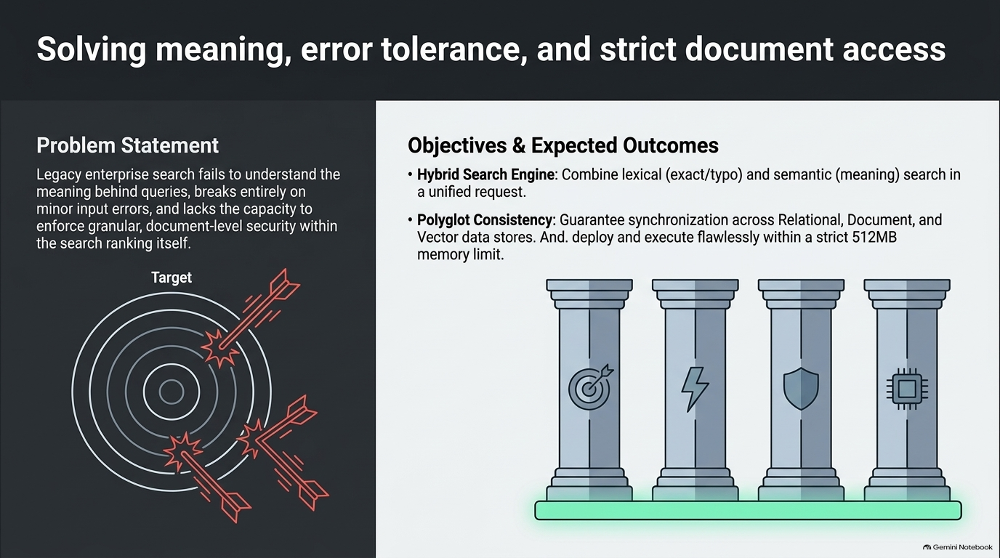 Solving meaning, error tolerance, and strict document access
Problem Statement
Legacy enterprise search fails to understand the
meaning behind queries, breaks entirely on
minor input errors, and lacks the capacity to
enforce granular, document-level security within
the search ranking itself.
Target
Objectives & Expected Outcomes
• Hybrid Search Engine: Combine lexical (exact/typo) and semantic (meaning) search in
a unified request.
• Polyglot Consistency: Guarantee synchronization across Relational, Document, and
Vector data stores. And. deploy and execute flawlessly within a strict 512MB
memory limit.
Gemini Notebook